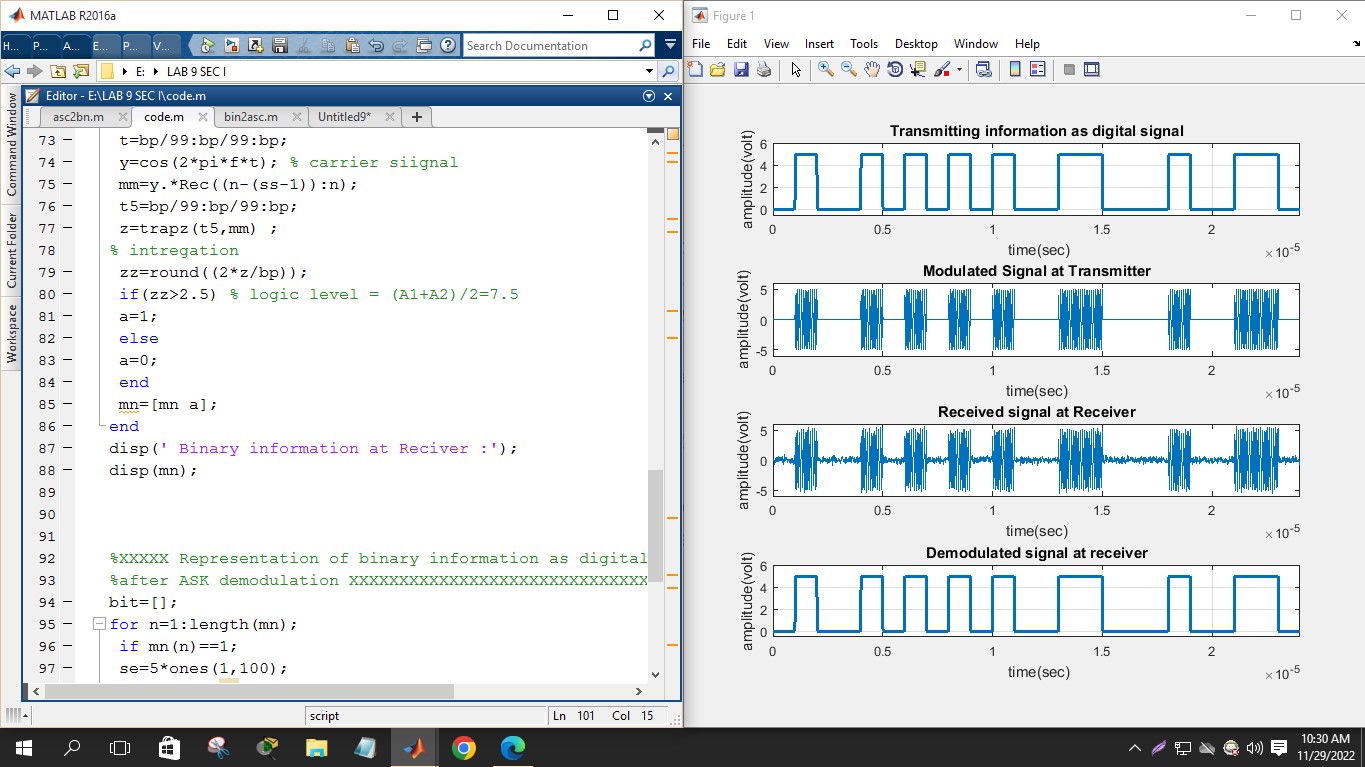 MATLAB R2016a
H... P... A... E... P... V...
Search Documentation
E: LAB 9 SEC I
Command Window
Current Folder
Workspace
Editor - E:\LAB 9 SEC I\code.m
asc2bn.m code.m bin2asc.m Untitled9* +
73 t=bp/99:bp/99:bp;
74 y=cos(2*pi*f*t); % carrier siignal
75 mm=y.*Rec((n-(ss-1)):n);
76 t5=bp/99:bp/99:bp;
77 z=trapz(t5,mm) ;
78 % intregation
79 zz=round((2*z/bp));
80 if(zz>2.5) % logic level = (A1+A2)/2=7.5
81 a=1;
82 else
83 a=0;
84 end
85 mn=[mn a];
86 end
87 disp(' Binary information at Reciver :');
88 disp(mn);
89
90
91
92 %XXXXX Representation of binary information as digital
93 %after ASK demodulation XXXXXXXXXXXXXXXXXXXXXXXXXXXXXX
94 bit=[];
95 for n=1:length(mn);
96 if mn(n)==1;
97 se=5*ones(1,100);
script
Ln 101 Col 15
Figure 1
File Edit View Insert Tools Desktop Window Help
Transmitting information as digital signal
amplitude(volt)
6
4
2
0
0 0.5 1 1.5 2
time(sec)
×10-5
Modulated Signal at Transmitter
amplitude(volt)
5
0
-5
0 0.5 1 1.5 2
time(sec)
×10-5
Received signal at Receiver
amplitude(volt)
5
0
-5
0 0.5 1 1.5 2
time(sec)
×10-5
Demodulated signal at receiver
amplitude(volt)
6
4
2
0
0 0.5 1 1.5 2
time(sec)
×10-5
10:30 AM
11/29/2022